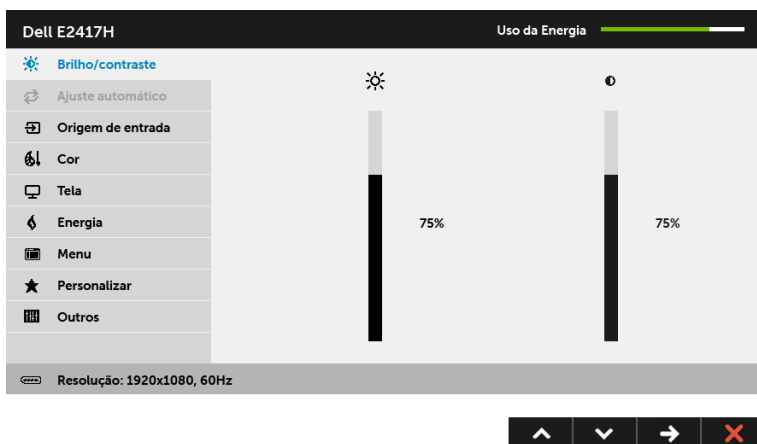 Dell E2417H
Uso da Energia
Brilho/contraste
Ajuste automático
Origem de entrada
Cor
Tela
Energia
75%
75%
Menu
Personalizar
Outros
Resolução: 1920x1080, 60Hz